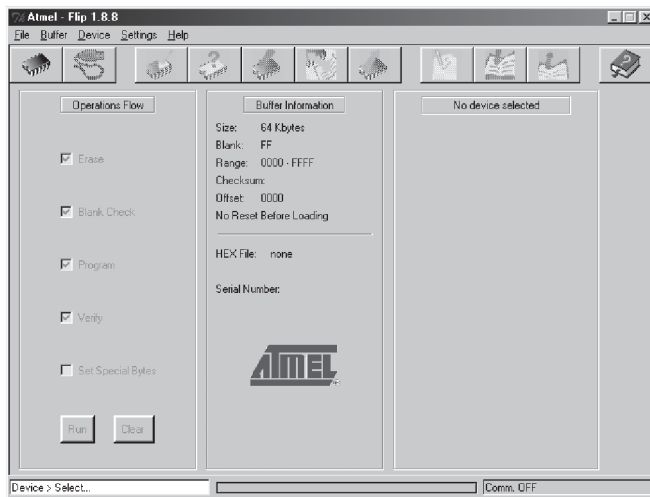 Atmel - Flip 1.8.8
File Buffer Device Settings Help
Operations Flow
Erase
Blank Check
Program
Verify
Set Special Bytes
Run Clear
Buffer Information
Size: 64 Kbytes
Blank: FF
Range: 0000 - FFFF
Checksum:
Offset: 0000
No Reset Before Loading
HEX File: none
Serial Number:
ATMEL
No device selected
Device > Select...
Comm. OFF